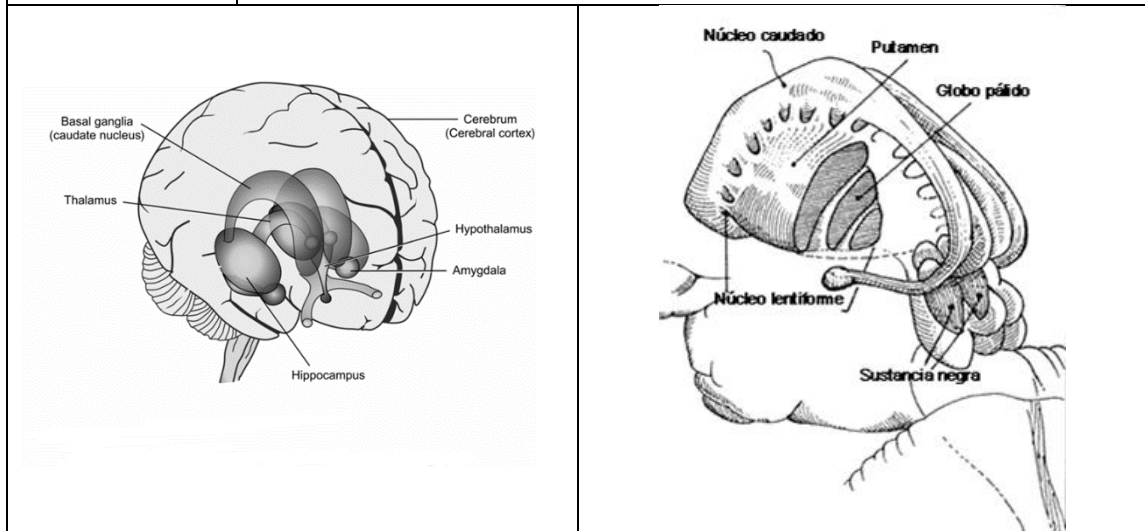 Basal ganglia
(caudate nucleus)
Cerebrum
(Cerebral cortex)
Thalamus
Hypothalamus
Amygdala
Hippocampus
Núcleo caudado
Putamen
Globo pálido
Núcleo lentiforme
Sustancia negra